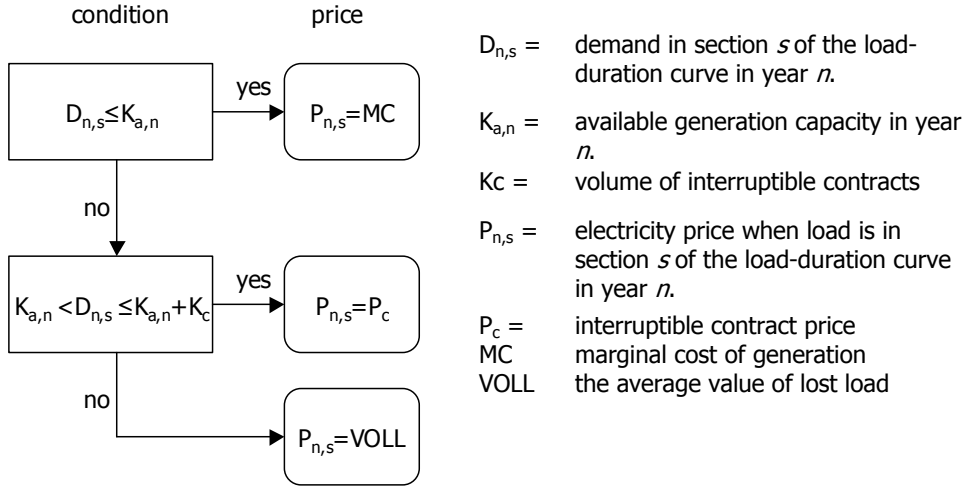 condition
price
D_{n,s}≤K_{a,n}
yes
P_{n,s}=MC
no
K_{a,n} <D_{n,s} ≤K_{a,n}+K_c
yes
P_{n,s}=P_c
no
P_{n,s}=VOLL
D_{n,s} = demand in section s of the load-
duration curve in year n.
K_{a,n} = available generation capacity in year
n.
Kc = volume of interruptible contracts
P_{n,s} = electricity price when load is in
section s of the load-duration curve
in year n.
P_c = interruptible contract price
MC marginal cost of generation
VOLL the average value of lost load